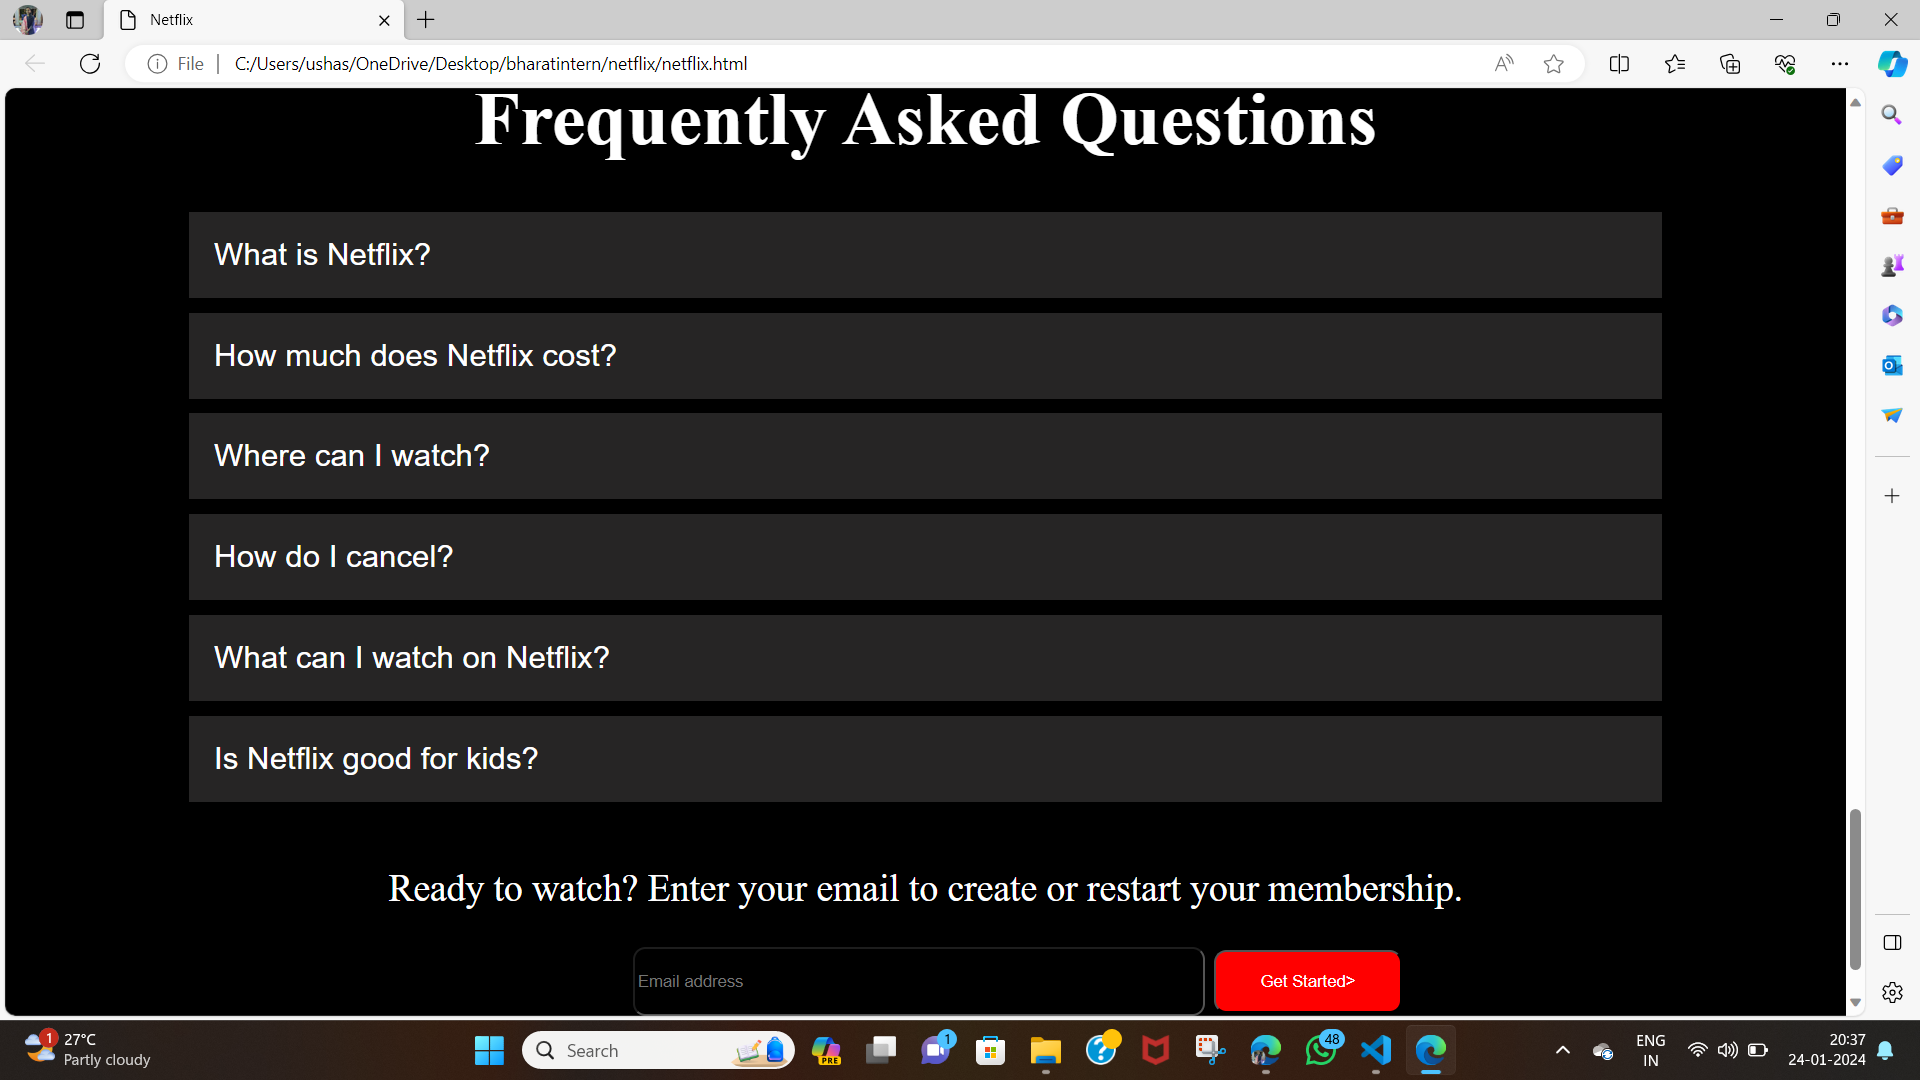 Netflix
File
C:/Users/ushas/OneDrive/Desktop/bharatintern/netflix/netflix.html
Frequently Asked Questions
What is Netflix?
How much does Netflix cost?
Where can I watch?
How do I cancel?
What can I watch on Netflix?
Is Netflix good for kids?
Ready to watch? Enter your email to create or restart your membership.
Email address
Get Started>
1
27°C
Partly cloudy
Search
PRE
1
48
ENG
IN
20:37
24-01-2024